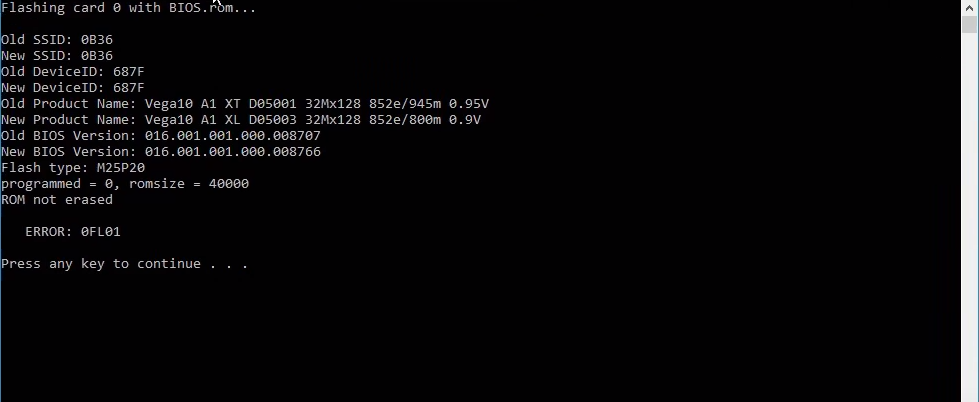 Flashing card 0 with BIOS.rom...
Old SSID: 0B36
New SSID: 0B36
Old DeviceID: 687F
New DeviceID: 687F
Old Product Name: Vega10 A1 XT D05001 32Mx128 852e/945m 0.95V
New Product Name: Vega10 A1 XL D05003 32Mx128 852e/800m 0.9V
Old BIOS Version: 016.001.001.000.008707
New BIOS Version: 016.001.001.000.008766
Flash type: M25P20
programmed = 0, romsize = 40000
ROM not erased
ERROR: 0FL01
Press any key to continue . . .